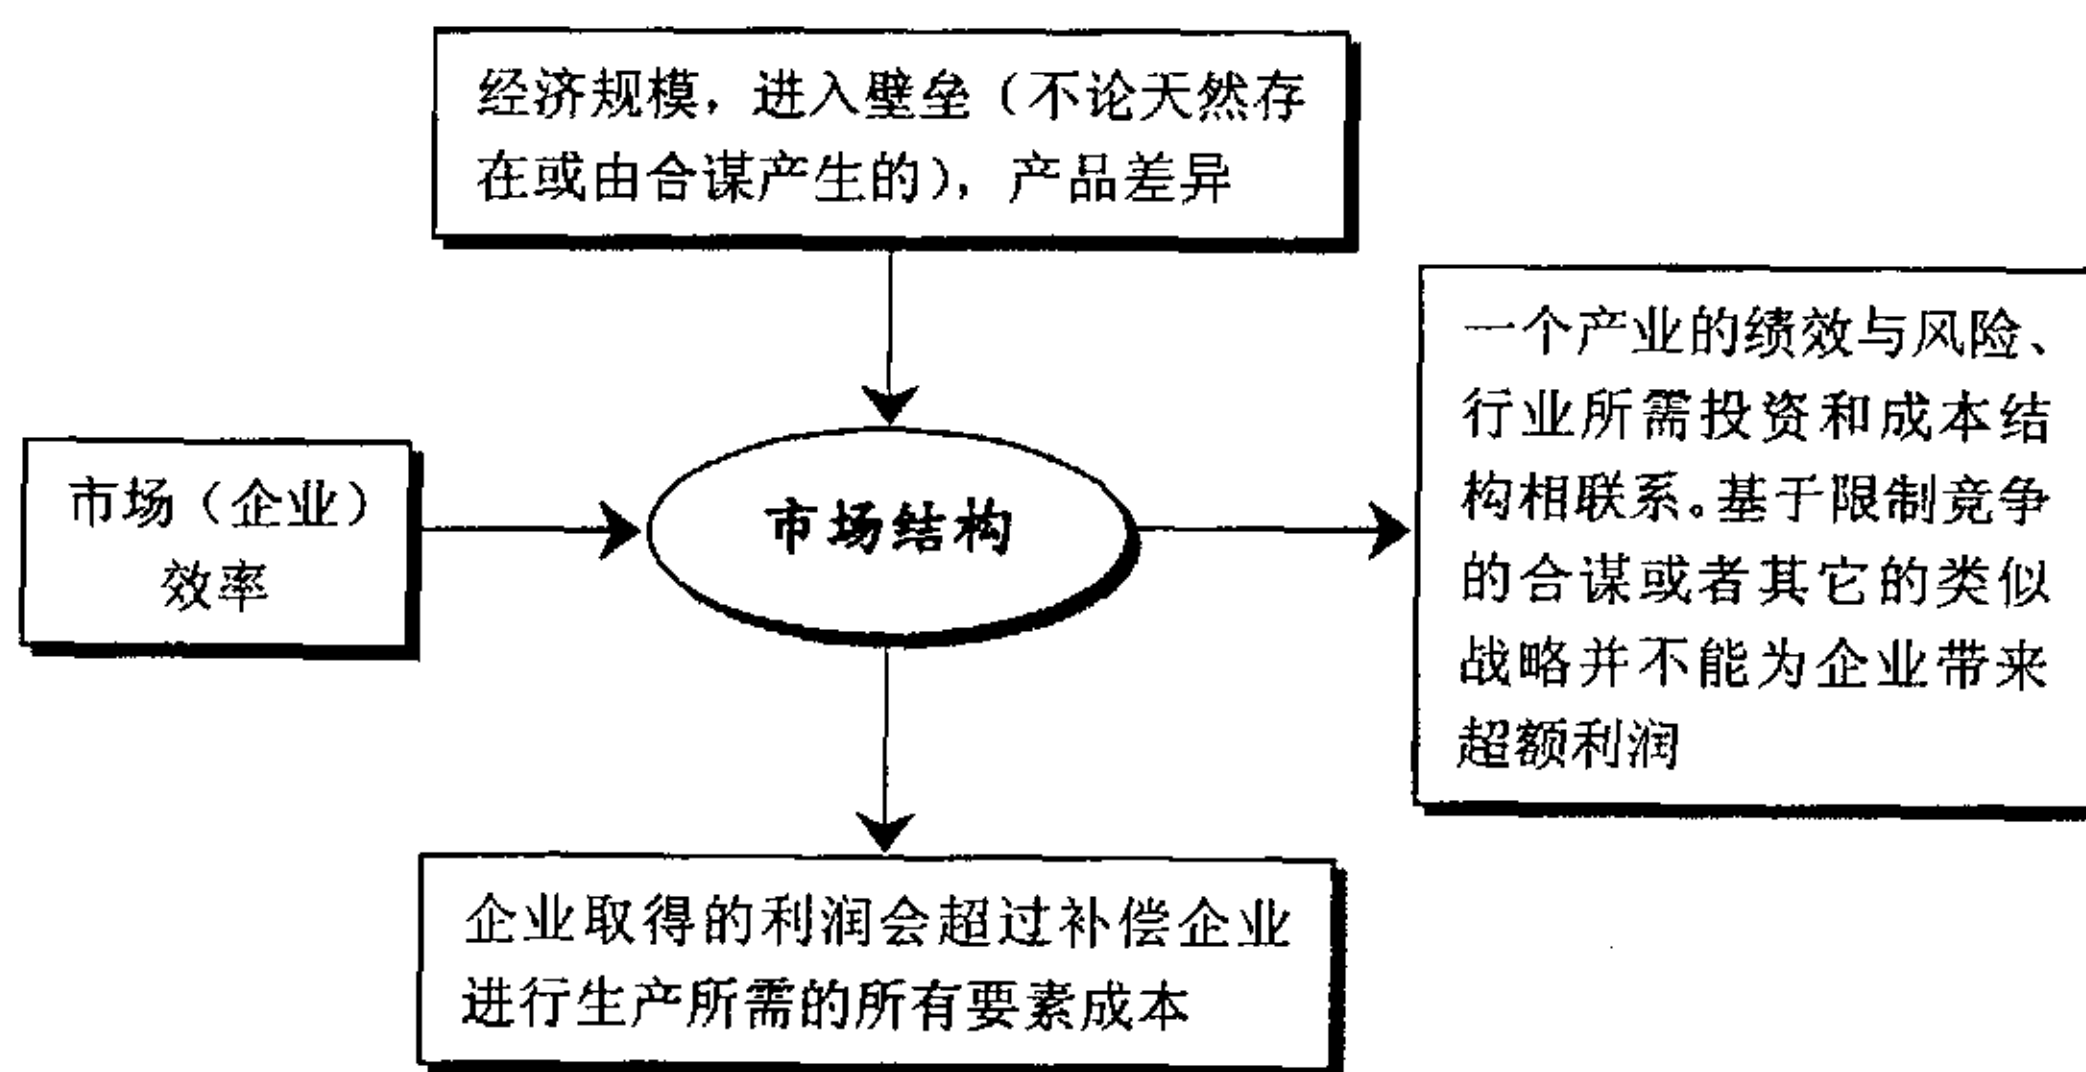 经济规模，进入壁垒（不论天然存
在或由合谋产生的），产品差异
市场（企业）
效率
市场结构
一个产业的绩效与风险、
行业所需投资和成本结
构相联系。基于限制竞争
的合谋或者其它的类似
战略并不能为企业带来
超额利润
企业取得的利润会超过补偿企业
进行生产所需的所有要素成本